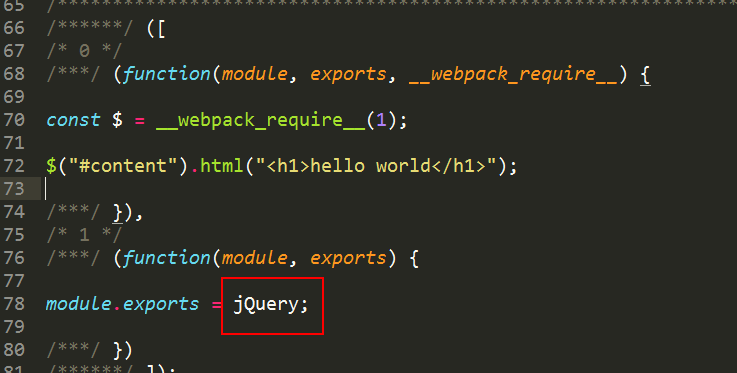 65 /******************************************************************
66 /******/ ([
67 /* 0 */
68 /***/ (function(module, exports, __webpack_require__) {
69
70 const $ = __webpack_require__(1);
71
72 $("#content").html("<h1>hello world</h1>");
73
74 /***/ }),
75 /* 1 */
76 /***/ (function(module, exports) {
77
78 module.exports = jQuery;
79
80 /***/ })
81 /******/ ]);